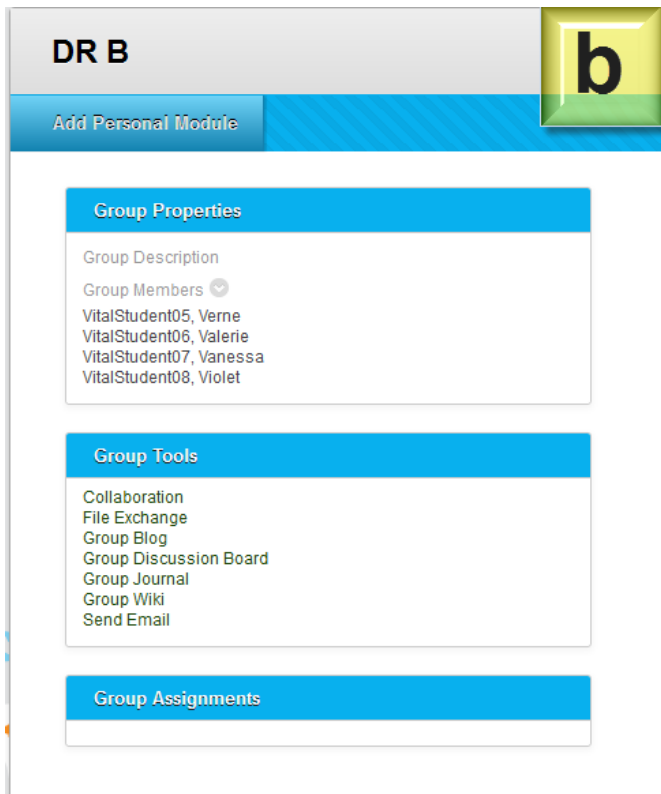 DR B
b
Add Personal Module
Group Properties
Group Description
Group Members
VitalStudent05, Verne
VitalStudent06, Valerie
VitalStudent07, Vanessa
VitalStudent08, Violet
Group Tools
Collaboration
File Exchange
Group Blog
Group Discussion Board
Group Journal
Group Wiki
Send Email
Group Assignments